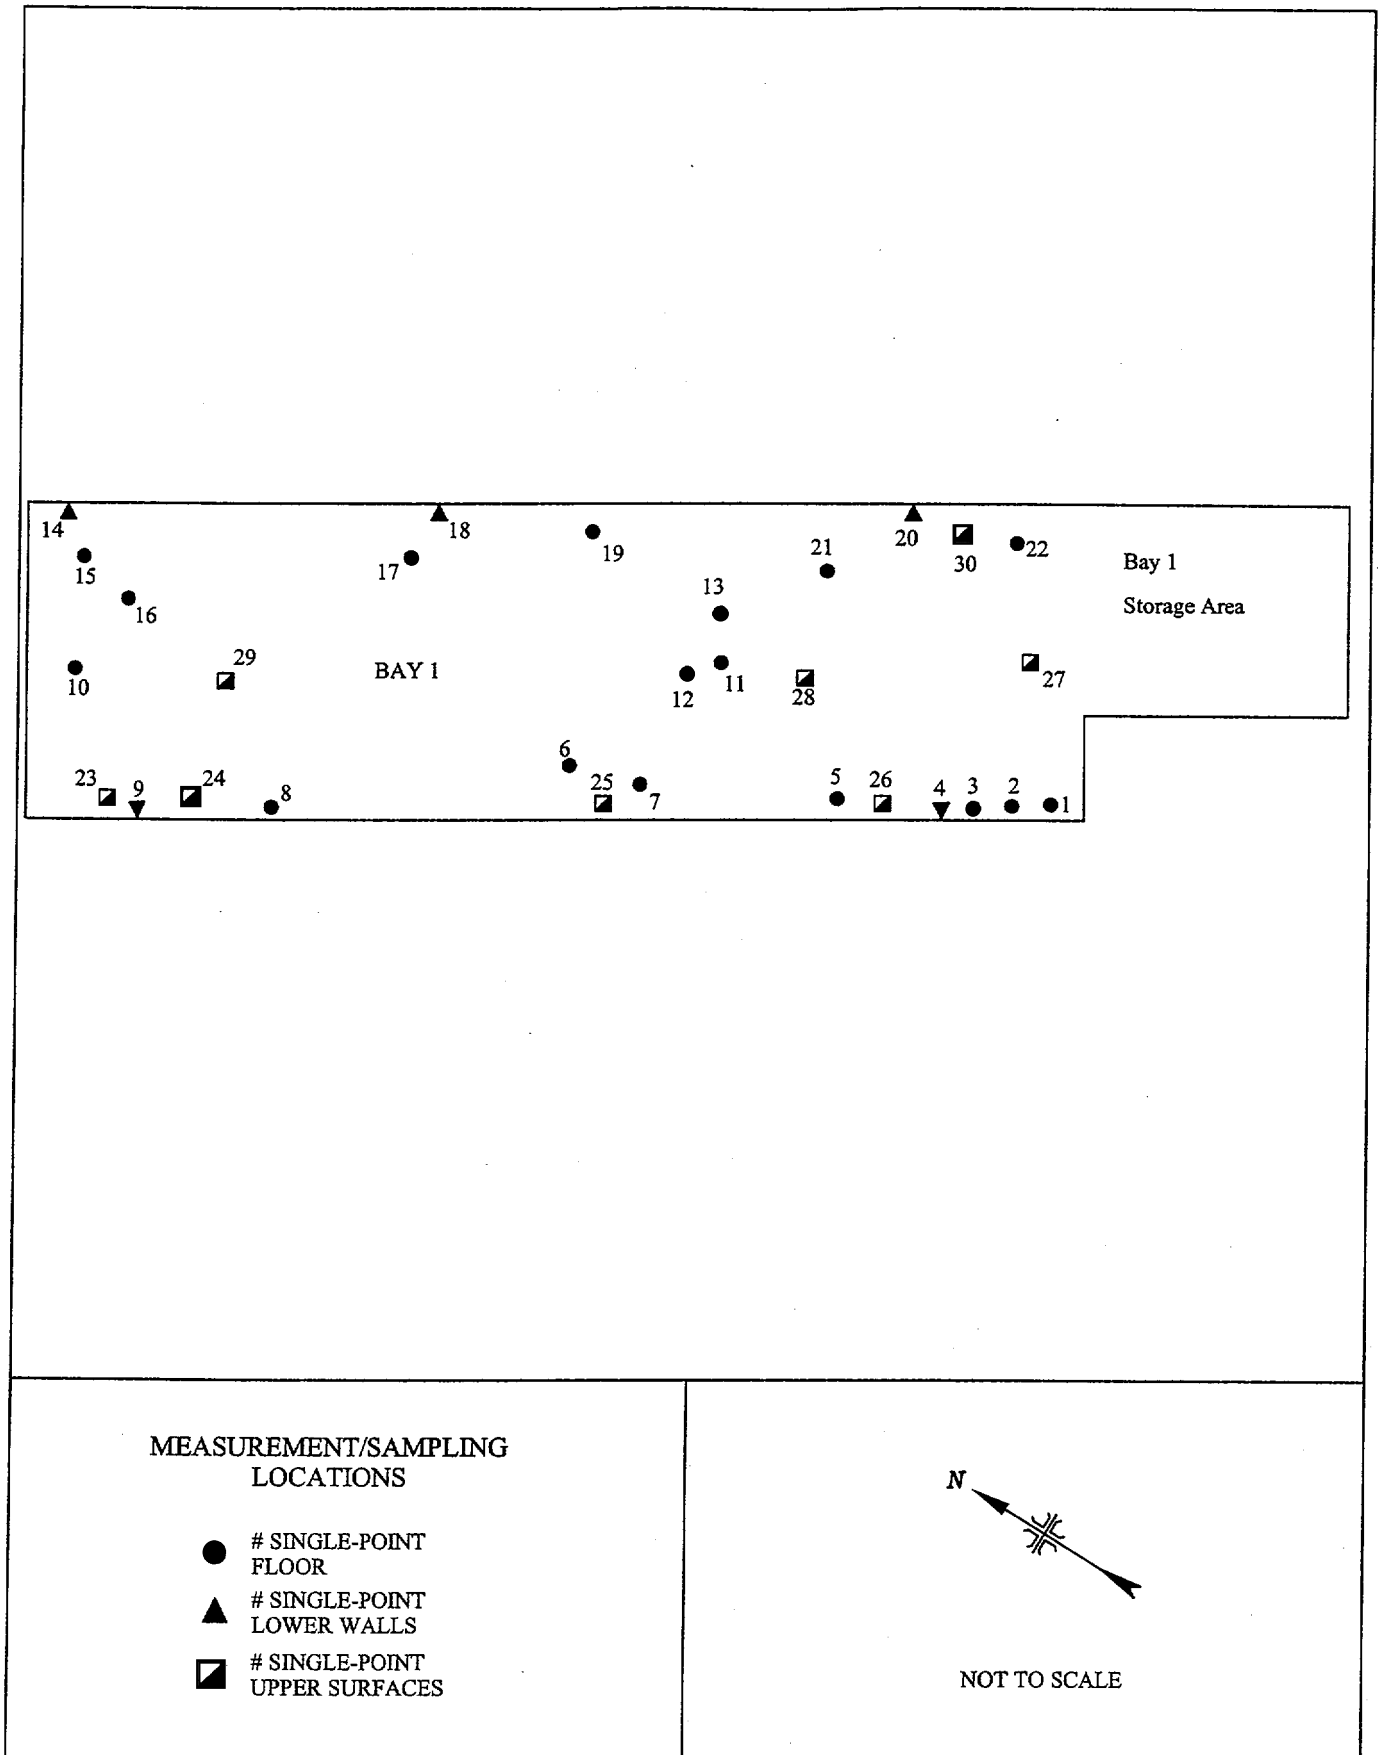 14
18
19
20
30
22
15
17
21
Bay 1
16
13
Storage Area
10
29
BAY 1
12
11
28
27
6
23
9
24
8
25
7
5
26
4
3
2
1
MEASUREMENT/SAMPLING
LOCATIONS
# SINGLE-POINT
FLOOR
# SINGLE-POINT
LOWER WALLS
# SINGLE-POINT
UPPER SURFACES
N
NOT TO SCALE